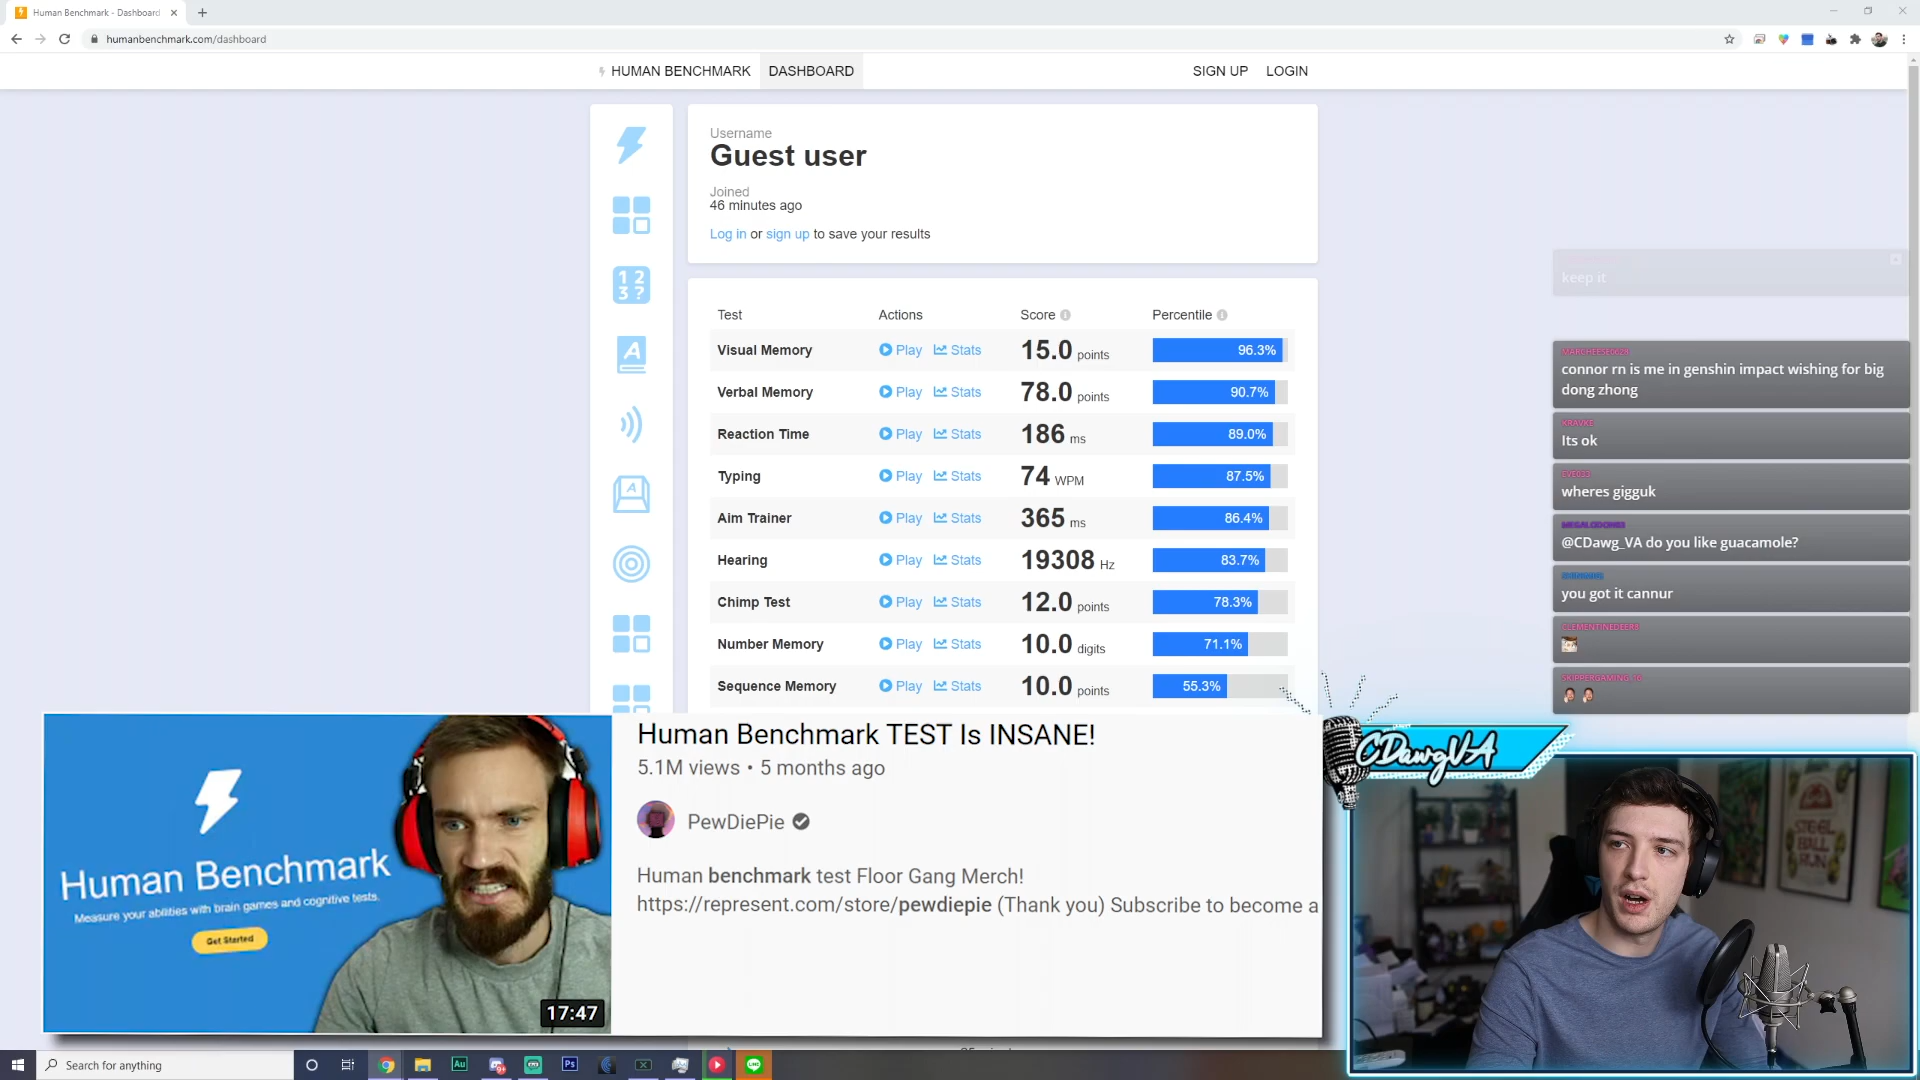 Human Benchmark - Dashboard
humanbenchmark.com/dashboard
HUMAN BENCHMARK
DASHBOARD
SIGN UP
LOGIN
Username
Guest user
Joined
46 minutes ago
Log in or sign up to save your results
Test Actions Score Percentile
Visual Memory Play Stats 15.0 points 96.3%
Verbal Memory Play Stats 78.0 points 90.7%
Reaction Time Play Stats 186 ms 89.0%
Typing Play Stats 74 WPM 87.5%
Aim Trainer Play Stats 365 ms 86.4%
Hearing Play Stats 19308 Hz 83.7%
Chimp Test Play Stats 12.0 points 78.3%
Number Memory Play Stats 10.0 digits 71.1%
Sequence Memory Play Stats 10.0 points 55.3%
keep it
connor rn is me in genshin impact wishing for big
dong zhong
Its ok
wheres gigguk
@CDawg_VA do you like guacamole?
you got it cannur
CLEMENTINEDEER8
Human Benchmark
Measure your abilities with brain games and cognitive tests.
Get Started
17:47
Human Benchmark TEST Is INSANE!
5.1M views • 5 months ago
PewDiePie
Human benchmark test Floor Gang Merch!
https://represent.com/store/pewdiepie (Thank you) Subscribe to become a
CDawgVA
STEEL
BALL
RUN
Search for anything